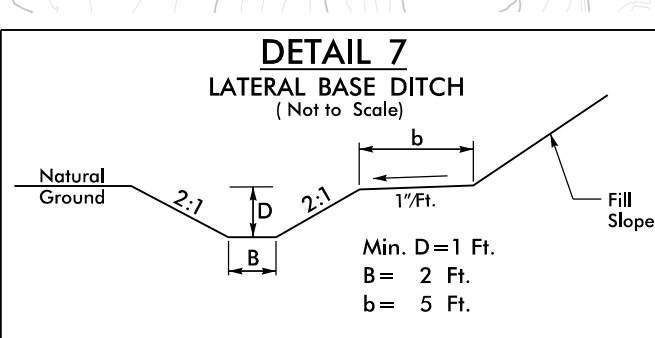 DETAIL 7
LATERAL BASE DITCH
( Not to Scale)
b
Natural
Ground
2:1
D
2:1
1"/Ft.
B
Fill
Slope
Min. D=1 Ft.
B= 2 Ft.
b= 5 Ft.